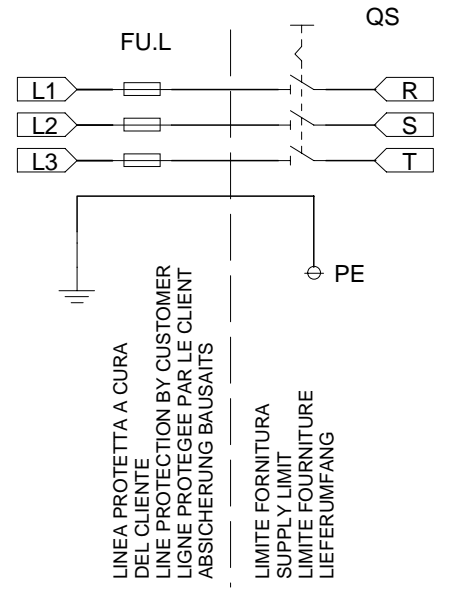 QS
FU.L
L1
R
L2
S
L3
T
PE
LINEA PROTETTA A CURA
DEL CLIENTE
LINE PROTECTION BY CUSTOMER
LIGNE PROTEGEE PAR LE CLIENT
ABSICHERUNG BAUSAITS
LIMITE FORNITURA
SUPPLY LIMIT
LIMITE FOURNITURE
LIEFERUMFANG